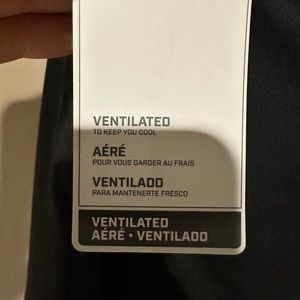 VENTILATED
TO KEEP YOU COOL
AÉRÉ
POUR VOUS GARDER AU FRAIS
VENTILADO
PARA MANTENERTE FRESCO
VENTILATED
AÉRÉ • VENTILADO